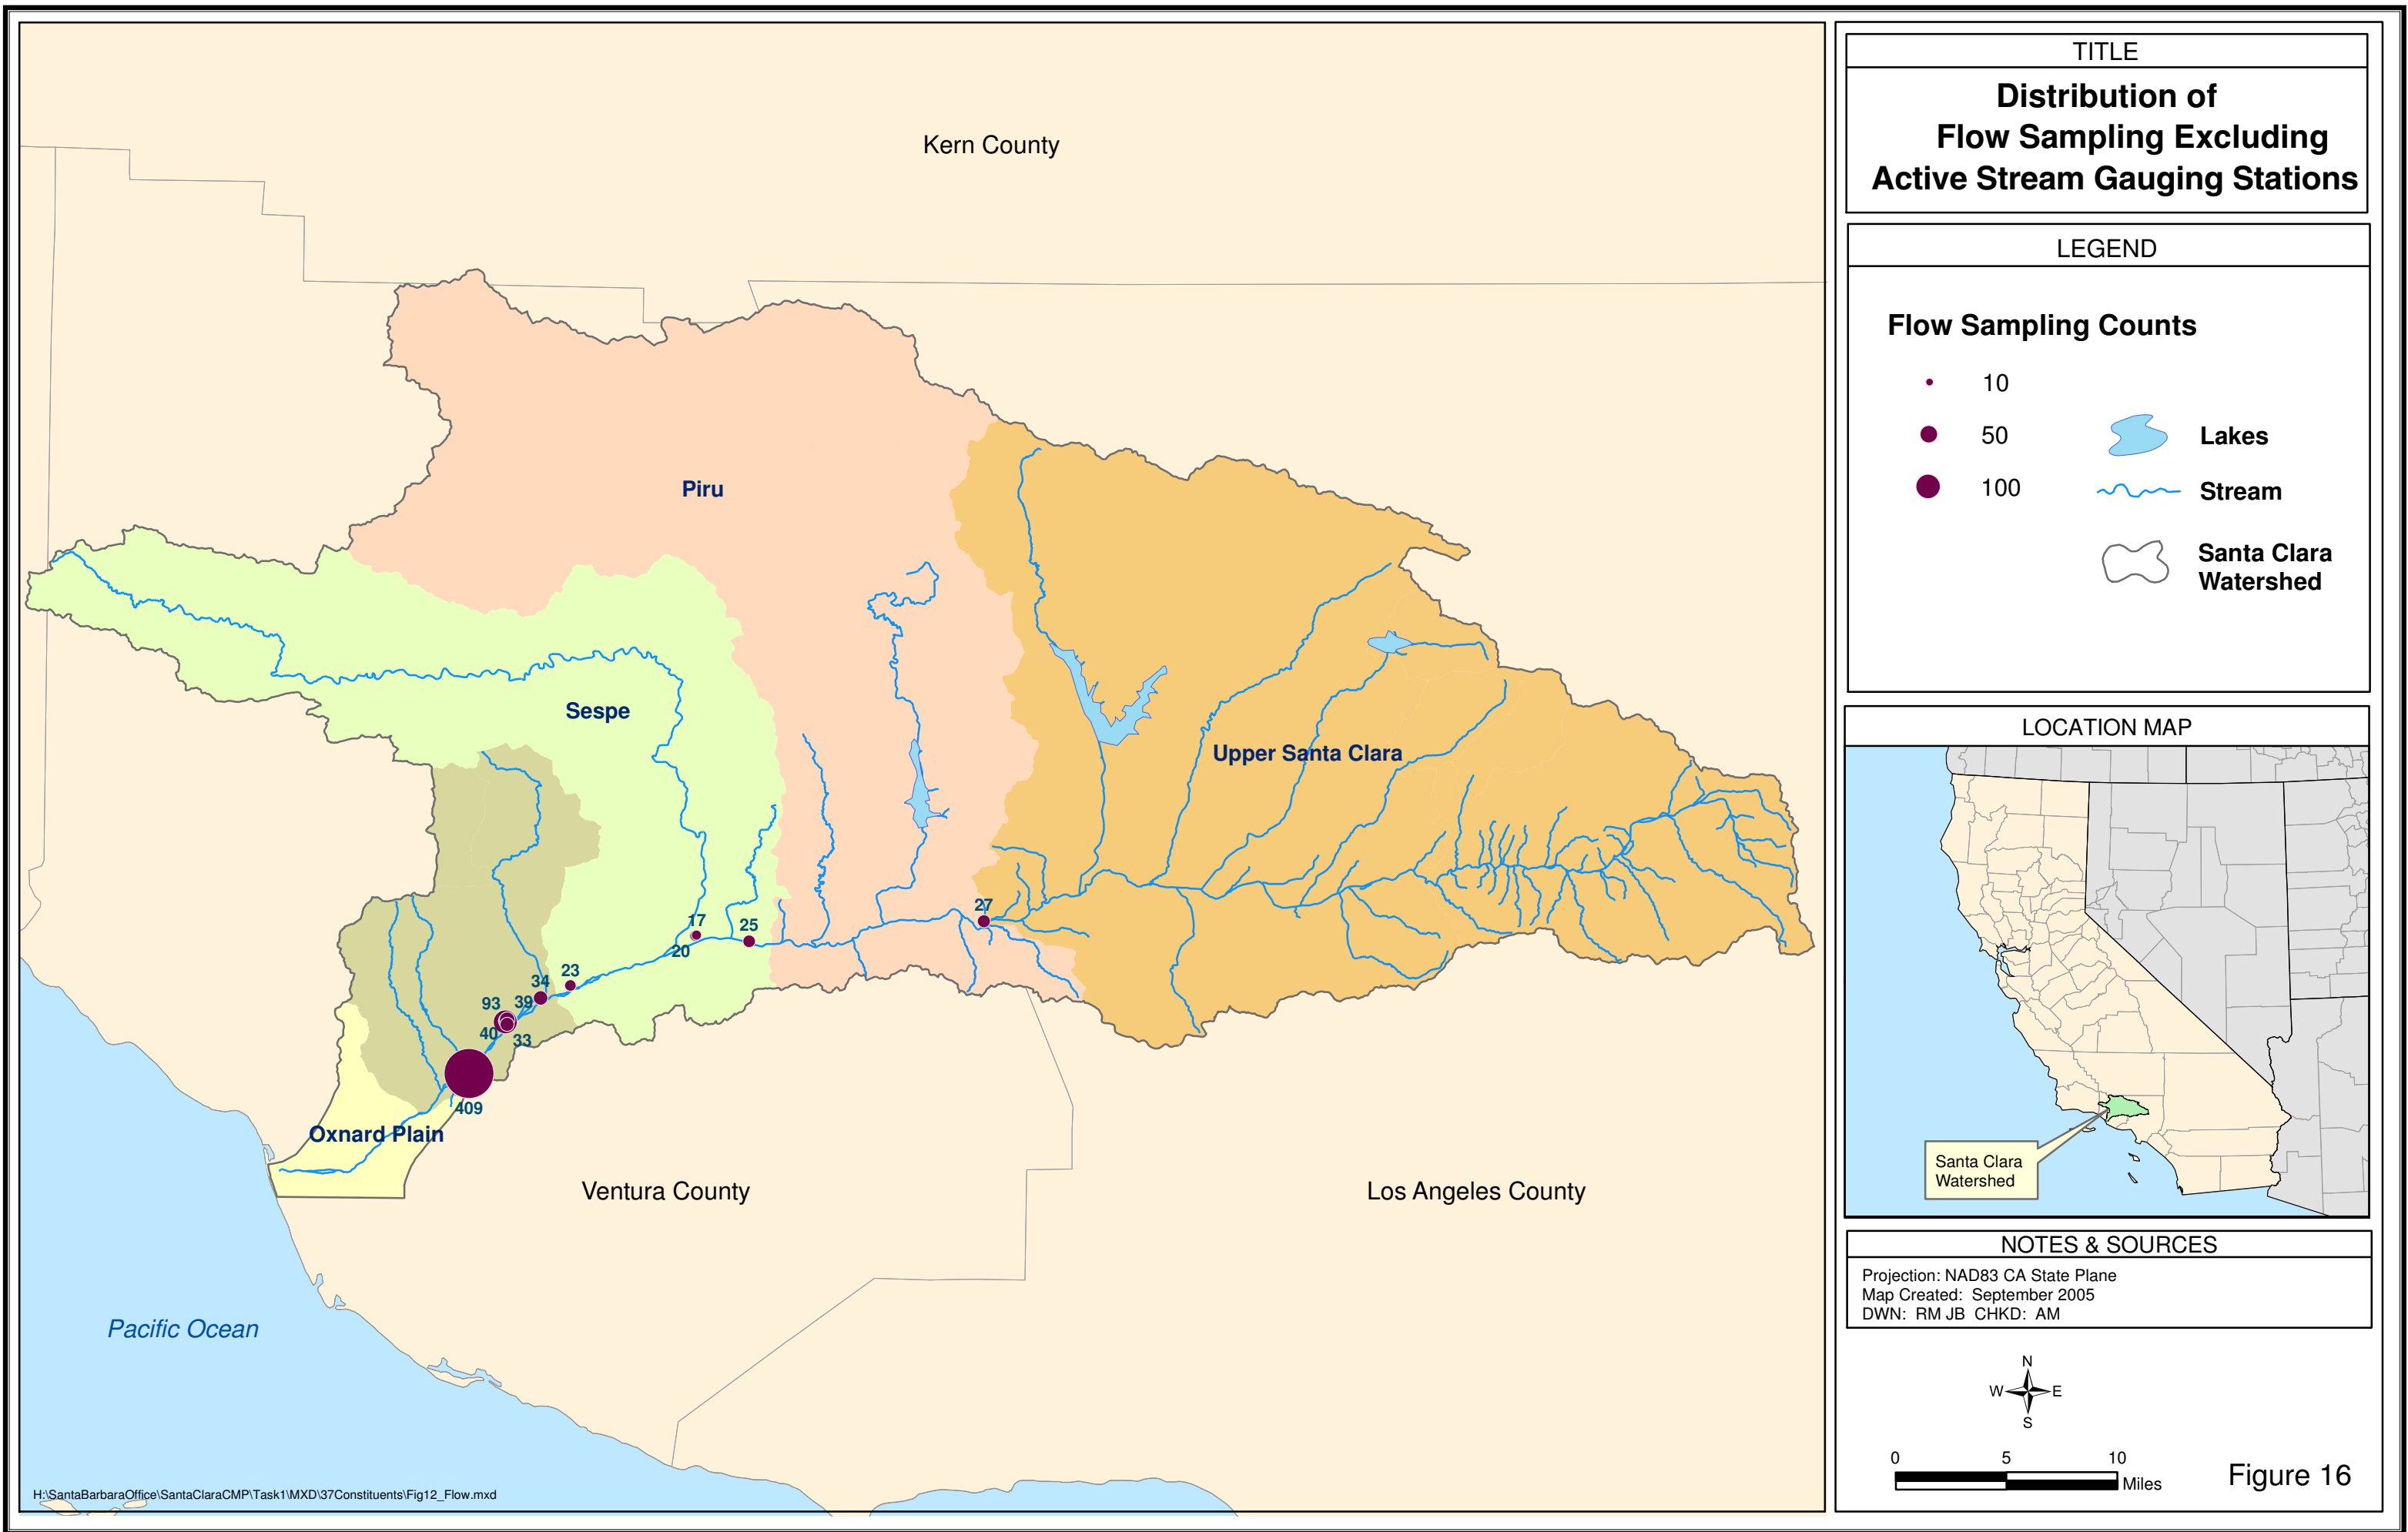 Kern County
Piru
Sespe
Upper Santa Clara
27
17
25
20
23
34
93
39
40
33
409
Oxnard Plain
Ventura County
Los Angeles County
Pacific Ocean
H:\SantaBarbaraOffice\SantaClaraCMP\Task1\MXD\37Constituents\Fig12_Flow.mxd
TITLE
Distribution of
Flow Sampling Excluding
Active Stream Gauging Stations
LEGEND
Flow Sampling Counts
10
50
100
Lakes
Stream
Santa Clara
Watershed
LOCATION MAP
Santa Clara
Watershed
NOTES & SOURCES
Projection: NAD83 CA State Plane
Map Created: September 2005
DWN: RM JB CHKD: AM
N
W E
S
0 5 10
Miles
Figure 16